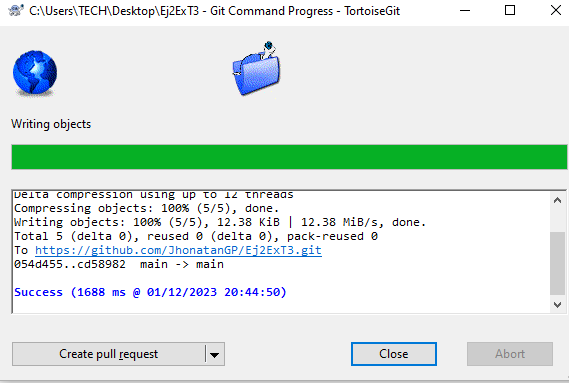 C:\Users\TECH\Desktop\Ej2ExT3 - Git Command Progress - TortoiseGit
Writing objects
Delta compression using up to 12 threads
Compressing objects: 100% (5/5), done.
Writing objects: 100% (5/5), 12.38 KiB | 12.38 MiB/s, done.
Total 5 (delta 0), reused 0 (delta 0), pack-reused 0
To https://github.com/JhonatanGP/Ej2ExT3.git
054d455..cd58982  main -> main
Success (1688 ms @ 01/12/2023 20:44:50)
Create pull request
Close
Abort